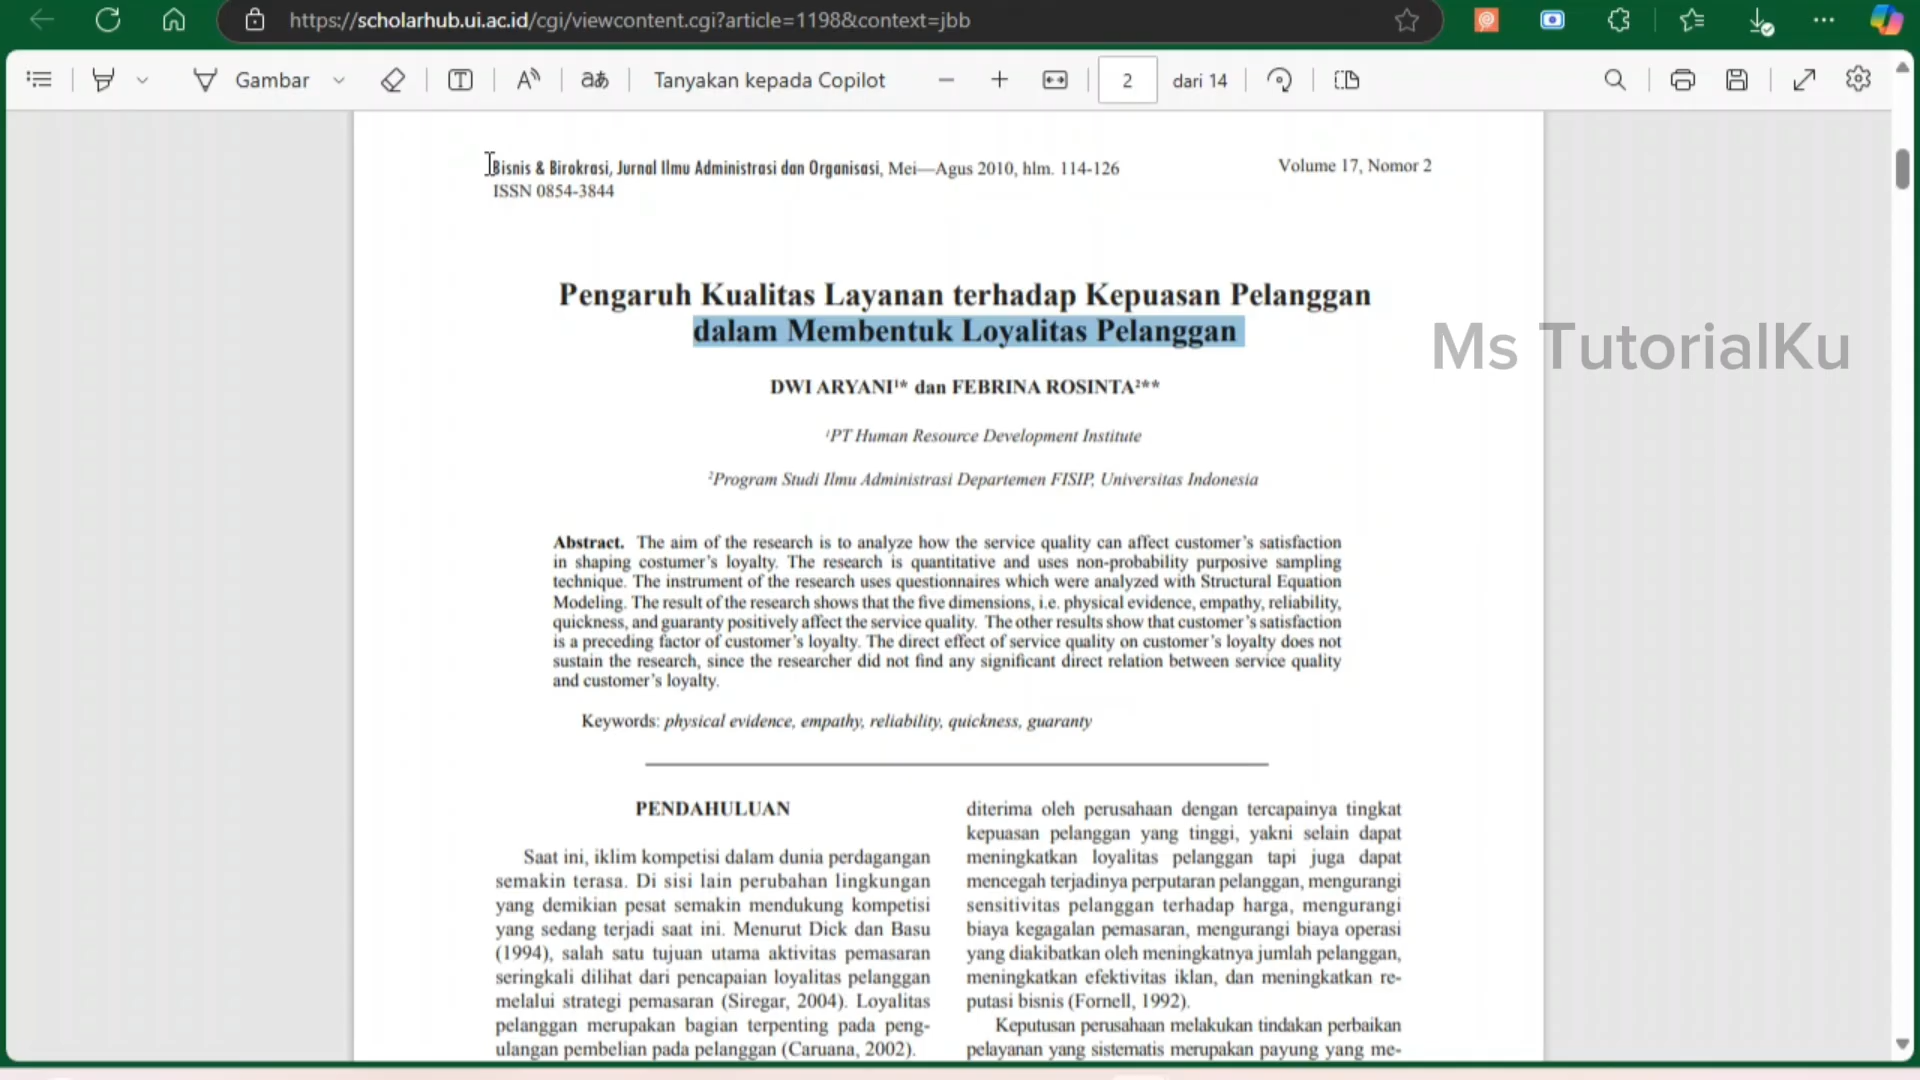 https://scholarhub.ui.ac.id/cgi/viewcontent.cgi?article=1198&context=jbb
Gambar
Tanyakan kepada Copilot
2
dari 14
Bisnis & Birokrasi, Jurnal Ilmu Administrasi dan Organisasi, Mei—Agus 2010, hlm. 114-126
Volume 17, Nomor 2
ISSN 0854-3844
Pengaruh Kualitas Layanan terhadap Kepuasan Pelanggan
dalam Membentuk Loyalitas Pelanggan
Ms TutorialKu
DWI ARYANI¹* dan FEBRINA ROSINTA²**
¹PT Human Resource Development Institute
²Program Studi Ilmu Administrasi Departemen FISIP, Universitas Indonesia
Abstract. The aim of the research is to analyze how the service quality can affect customer's satisfaction
in shaping costumer's loyalty. The research is quantitative and uses non-probability purposive sampling
technique. The instrument of the research uses questionnaires which were analyzed with Structural Equation
Modeling. The result of the research shows that the five dimensions, i.e. physical evidence, empathy, reliability,
quickness, and guaranty positively affect the service quality. The other results show that customer's satisfaction
is a preceding factor of customer's loyalty. The direct effect of service quality on customer's loyalty does not
sustain the research, since the researcher did not find any significant direct relation between service quality
and customer's loyalty.
Keywords: physical evidence, empathy, reliability, quickness, guaranty
PENDAHULUAN
Saat ini, iklim kompetisi dalam dunia perdagangan
semakin terasa. Di sisi lain perubahan lingkungan
yang demikian pesat semakin mendukung kompetisi
yang sedang terjadi saat ini. Menurut Dick dan Basu
(1994), salah satu tujuan utama aktivitas pemasaran
seringkali dilihat dari pencapaian loyalitas pelanggan
melalui strategi pemasaran (Siregar, 2004). Loyalitas
pelanggan merupakan bagian terpenting pada peng-
ulangan pembelian pada pelanggan (Caruana, 2002).
diterima oleh perusahaan dengan tercapainya tingkat
kepuasan pelanggan yang tinggi, yakni selain dapat
meningkatkan loyalitas pelanggan tapi juga dapat
mencegah terjadinya perputaran pelanggan, mengurangi
sensitivitas pelanggan terhadap harga, mengurangi
biaya kegagalan pemasaran, mengurangi biaya operasi
yang diakibatkan oleh meningkatnya jumlah pelanggan,
meningkatkan efektivitas iklan, dan meningkatkan re-
putasi bisnis (Fornell, 1992).
Keputusan perusahaan melakukan tindakan perbaikan
pelayanan yang sistematis merupakan payung yang me-